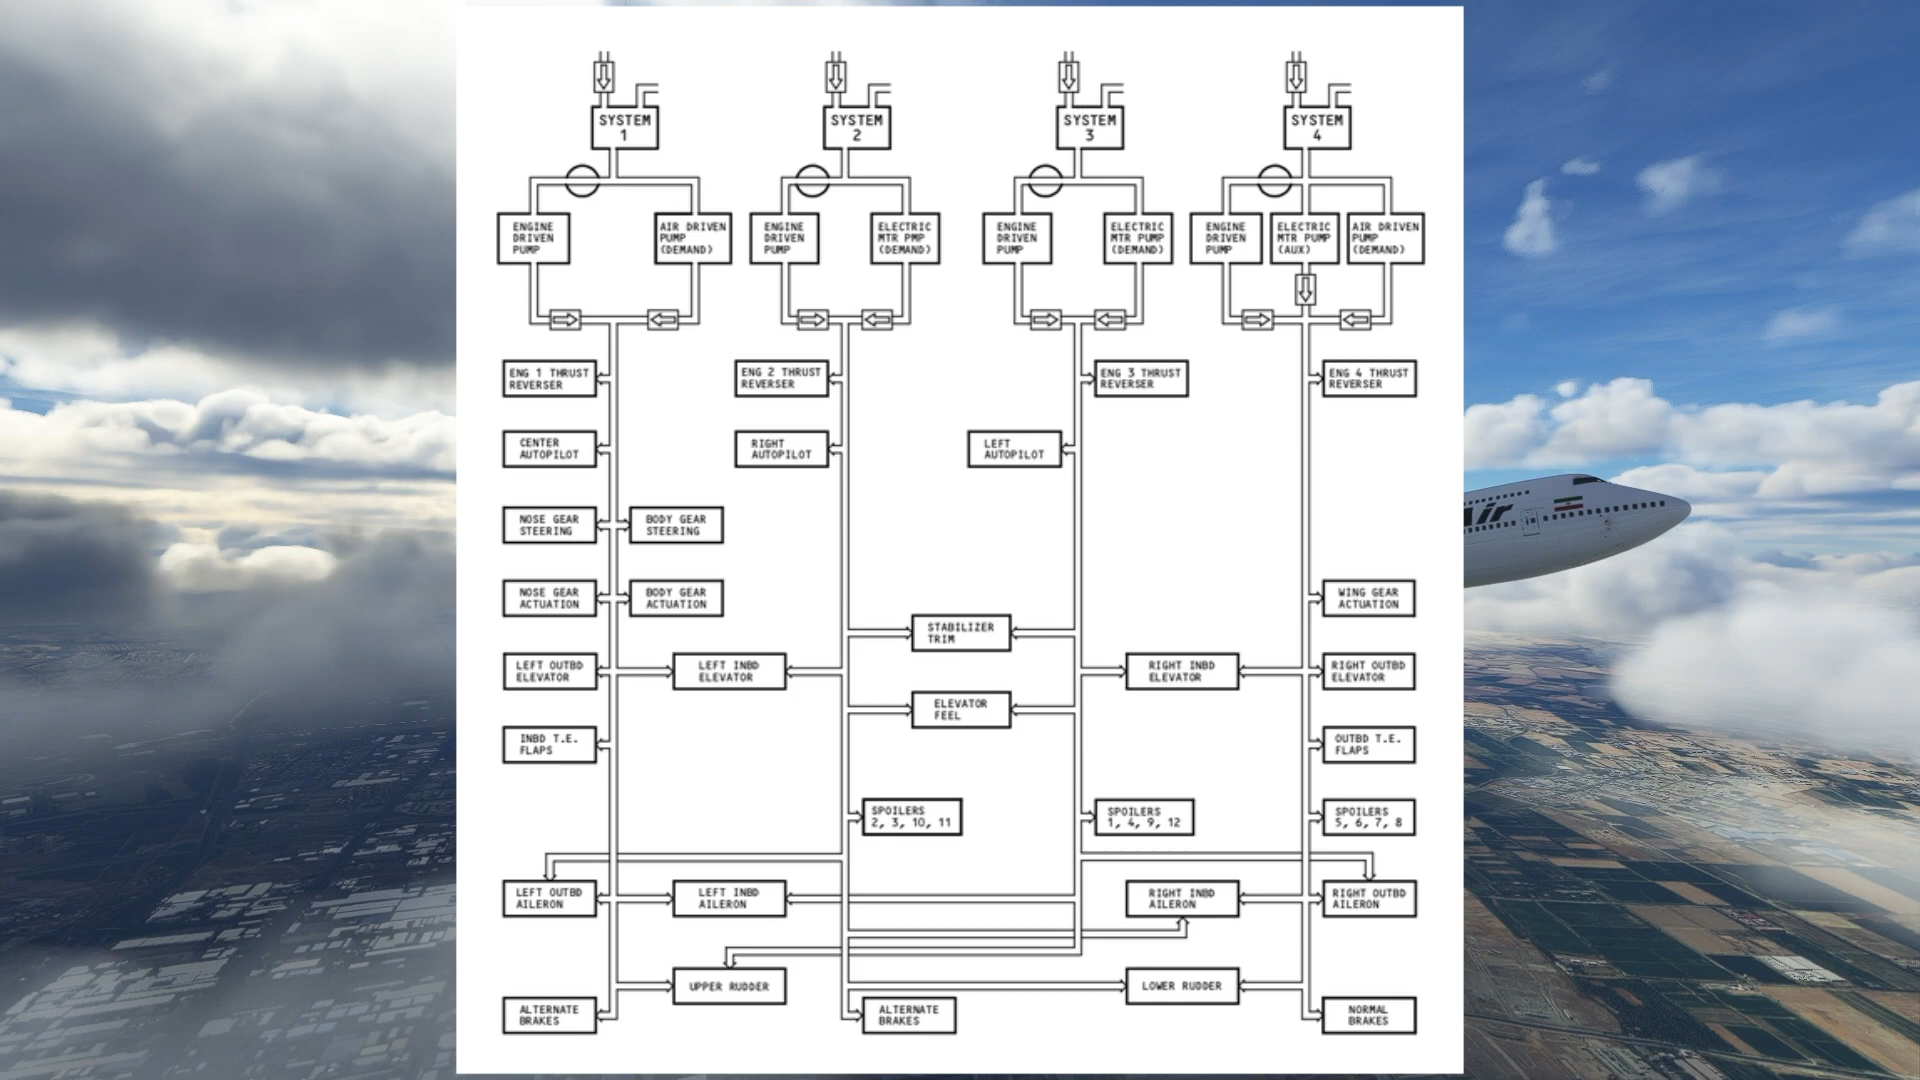 SYSTEM
1
SYSTEM
2
SYSTEM
3
SYSTEM
4
ENGINE
DRIVEN
PUMP
AIR DRIVEN
PUMP
(DEMAND)
ENGINE
DRIVEN
PUMP
ELECTRIC
MTR PMP
(DEMAND)
ENGINE
DRIVEN
PUMP
ELECTRIC
MTR PUMP
(DEMAND)
ENGINE
DRIVEN
PUMP
ELECTRIC
MTR PUMP
(AUX)
AIR DRIVEN
PUMP
(DEMAND)
ENG 1 THRUST
REVERSER
ENG 2 THRUST
REVERSER
ENG 3 THRUST
REVERSER
ENG 4 THRUST
REVERSER
CENTER
AUTOPILOT
RIGHT
AUTOPILOT
LEFT
AUTOPILOT
NOSE GEAR
STEERING
BODY GEAR
STEERING
air
NOSE GEAR
ACTUATION
BODY GEAR
ACTUATION
WING GEAR
ACTUATION
STABILIZER
TRIM
LEFT OUTBD
ELEVATOR
LEFT INBD
ELEVATOR
RIGHT INBD
ELEVATOR
RIGHT OUTBD
ELEVATOR
ELEVATOR
FEEL
INBD T.E.
FLAPS
OUTBD T.E.
FLAPS
SPOILERS
2, 3, 10, 11
SPOILERS
1, 4, 9, 12
SPOILERS
5, 6, 7, 8
LEFT OUTBD
AILERON
LEFT INBD
AILERON
RIGHT INBD
AILERON
RIGHT OUTBD
AILERON
UPPER RUDDER
LOWER RUDDER
ALTERNATE
BRAKES
ALTERNATE
BRAKES
NORMAL
BRAKES